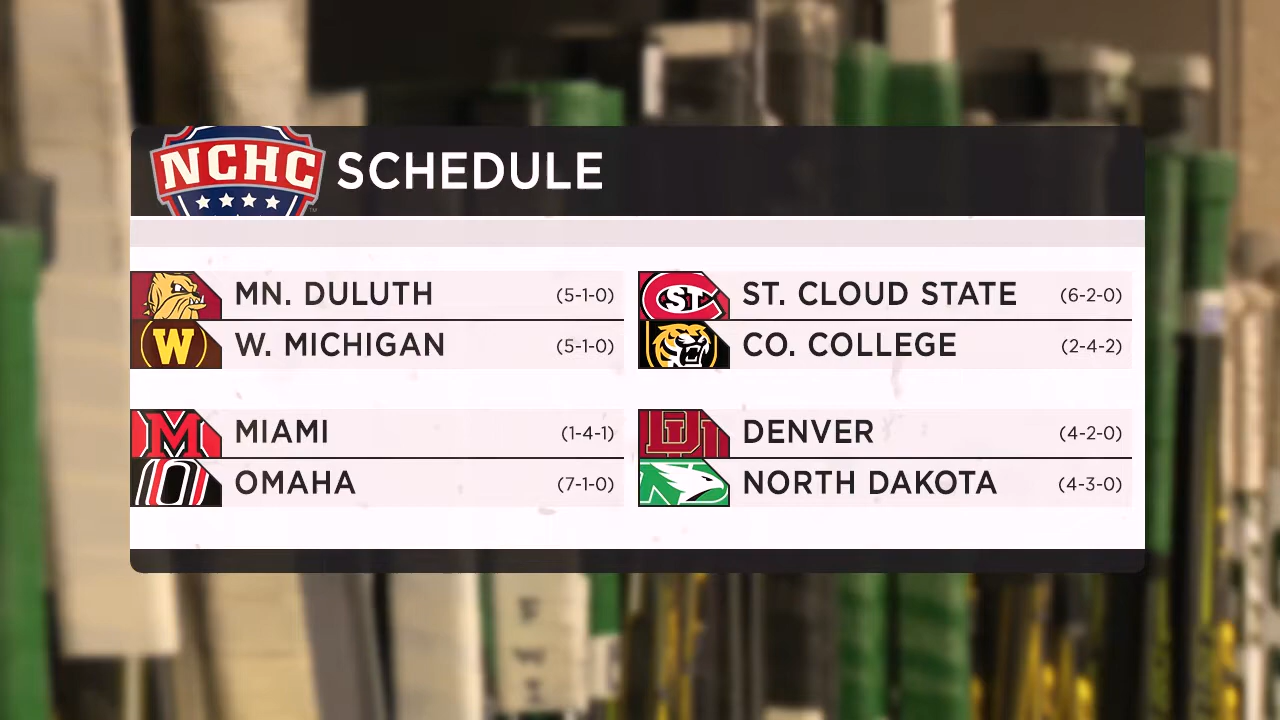 NCHC SCHEDULE
MN. DULUTH (5-1-0)
W W. MICHIGAN (5-1-0)
M MIAMI (1-4-1)
O OMAHA (7-1-0)
STC ST. CLOUD STATE (6-2-0)
CO. COLLEGE (2-4-2)
DU DENVER (4-2-0)
NORTH DAKOTA (4-3-0)